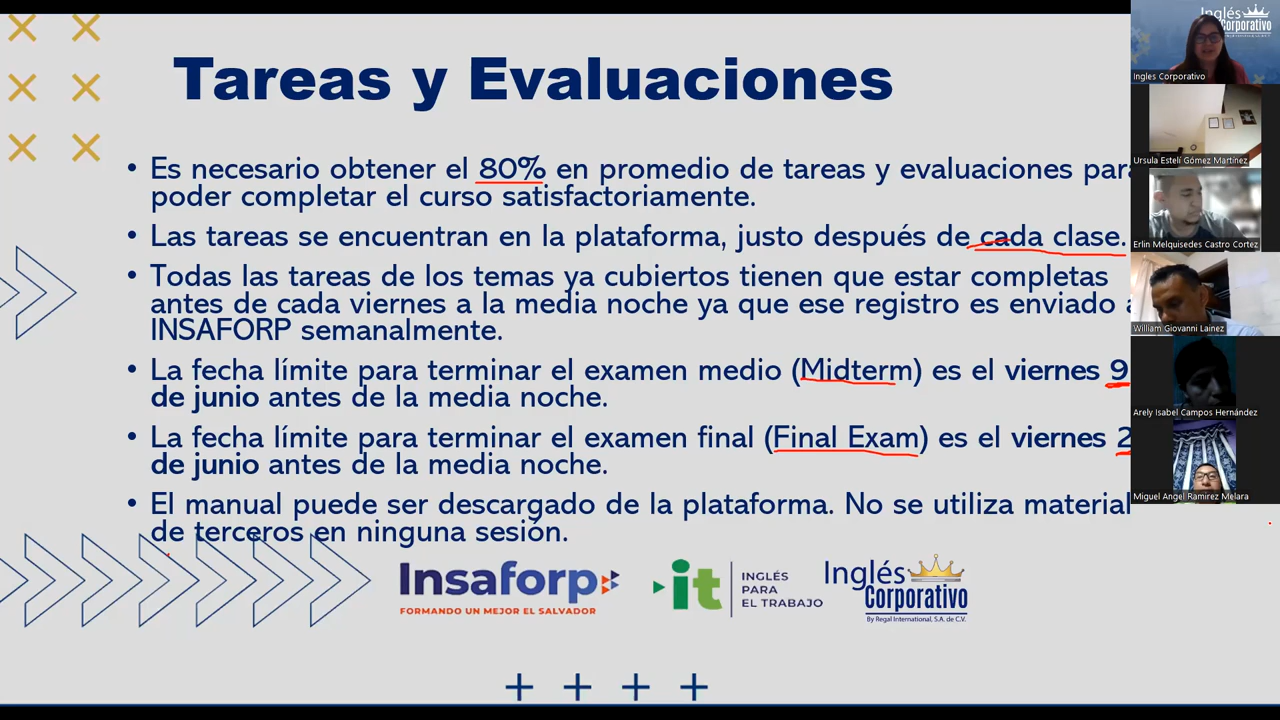 Tareas y Evaluaciones
• Es necesario obtener el 80% en promedio de tareas y evaluaciones para
poder completar el curso satisfactoriamente.
• Las tareas se encuentran en la plataforma, justo después de cada clase.
• Todas las tareas de los temas ya cubiertos tienen que estar completas
antes de cada viernes a la media noche ya que ese registro es enviado a
INSAFORP semanalmente.
• La fecha límite para terminar el examen medio (Midterm) es el viernes 9
de junio antes de la media noche.
• La fecha límite para terminar el examen final (Final Exam) es el viernes 2
de junio antes de la media noche.
• El manual puede ser descargado de la plataforma. No se utiliza material
de terceros en ninguna sesión.
Insaforp
FORMANDO UN MEJOR EL SALVADOR
it
INGLÉS
PARA
EL TRABAJO
Inglés
Corporativo
By Regal International, S.A. de C.V.
Inglés
Corporativo
Ingles Corporativo
Ursula Estelí Gómez Martínez
Erlin Melquisedes Castro Cortez
William Giovanni Lainez
Arely Isabel Campos Hernández
Miguel Angel Ramirez Melara